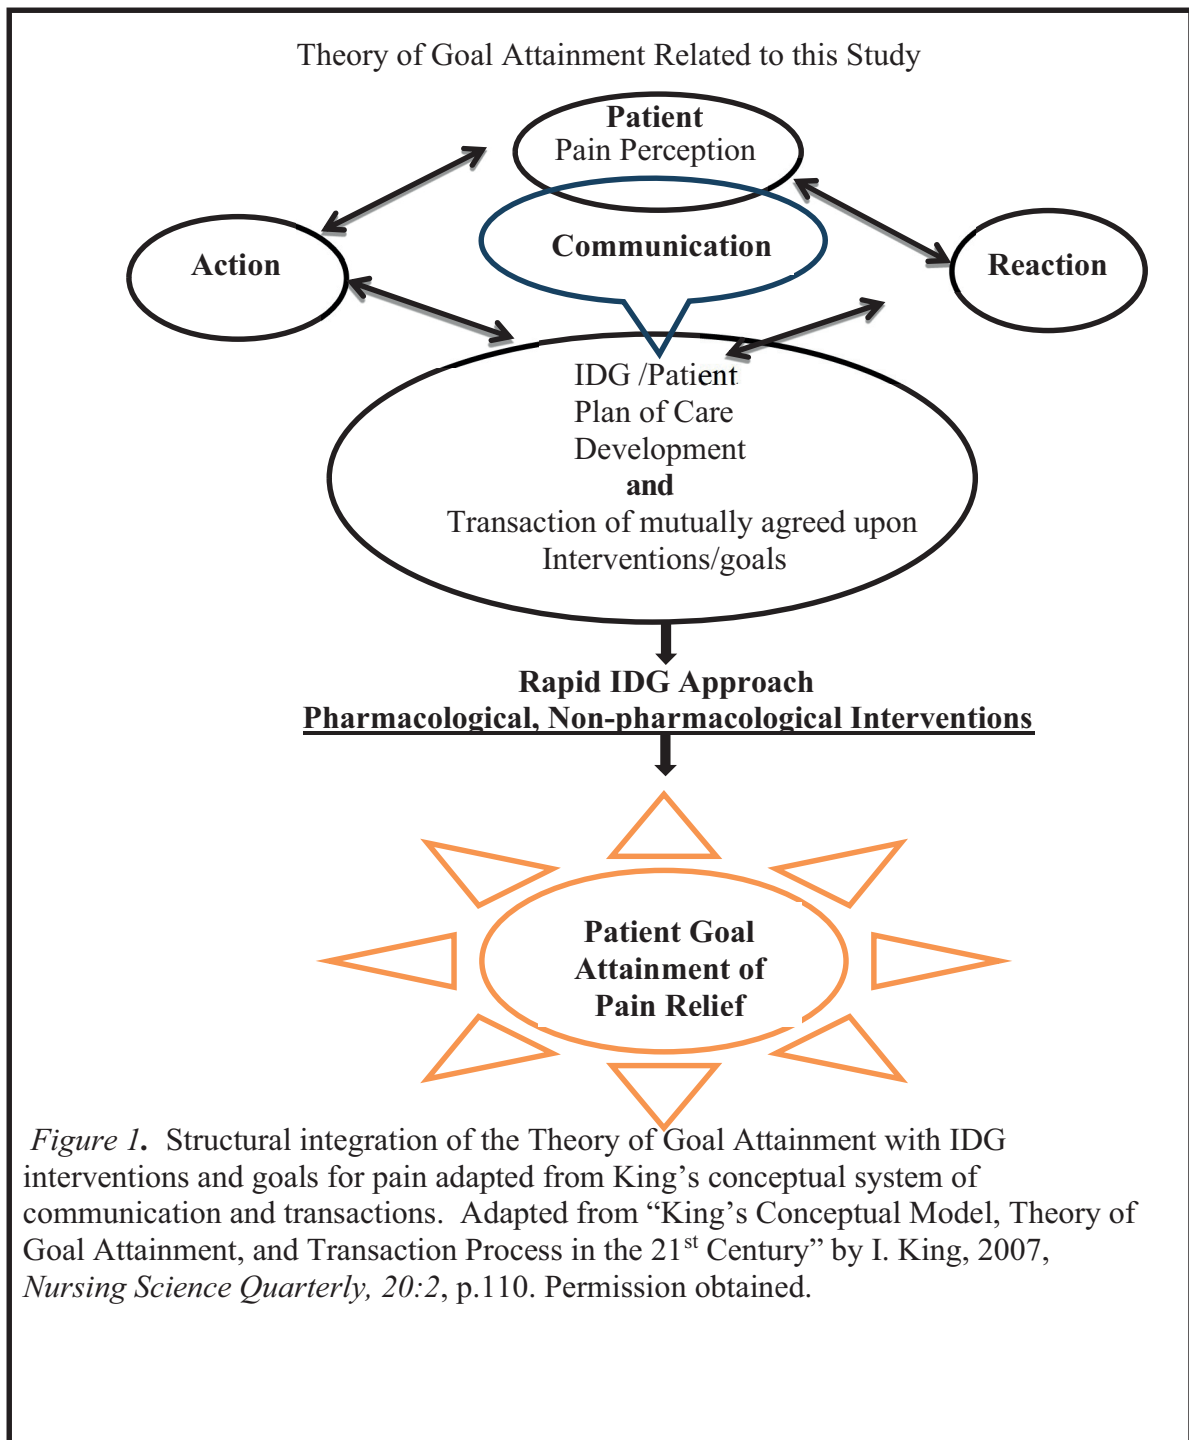 Theory of Goal Attainment Related to this Study
Patient
Pain Perception
Action
Communication
Reaction
IDG /Patient
Plan of Care
Development
and
Transaction of mutually agreed upon
Interventions/goals
Rapid IDG Approach
Pharmacological, Non-pharmacological Interventions
Patient Goal
Attainment of
Pain Relief
Figure 1. Structural integration of the Theory of Goal Attainment with IDG
interventions and goals for pain adapted from King’s conceptual system of
communication and transactions. Adapted from “King’s Conceptual Model, Theory of
Goal Attainment, and Transaction Process in the 21st Century” by I. King, 2007,
Nursing Science Quarterly, 20:2, p.110. Permission obtained.